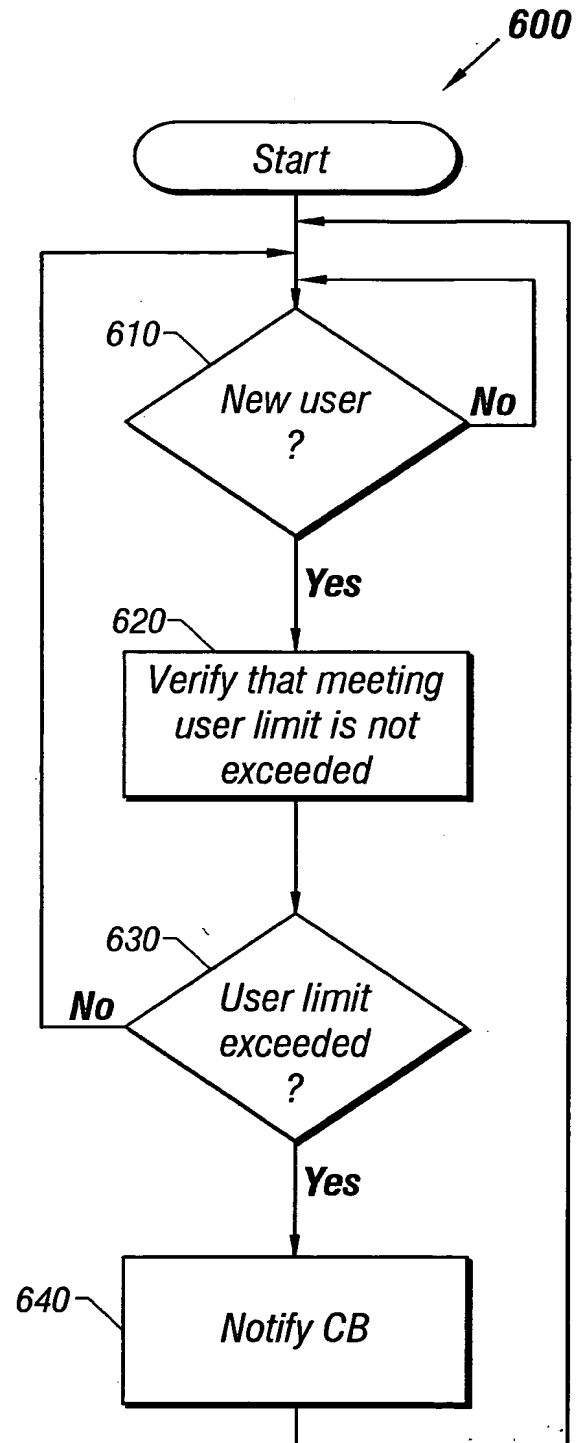 600
Start
610
New user
?
No
Yes
620
Verify that meeting
user limit is not
exceeded
630
User limit
exceeded
?
No
Yes
640
Notify CB